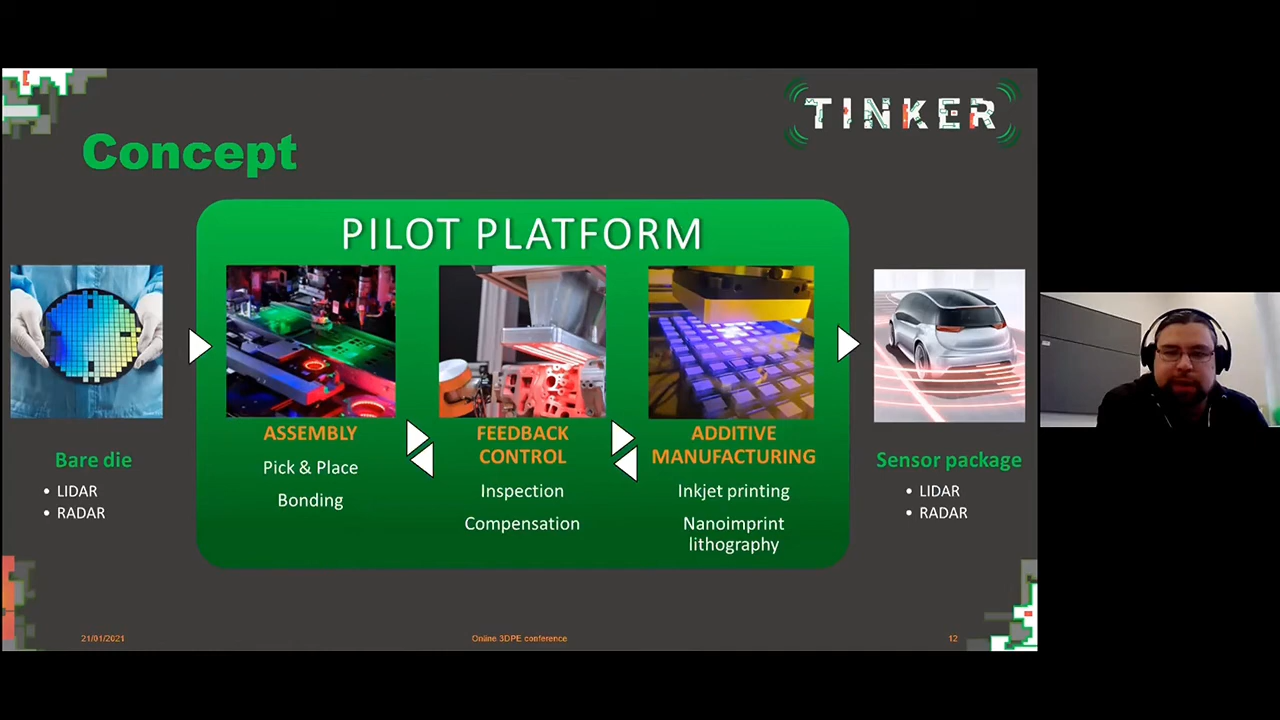 TINKER
Concept
PILOT PLATFORM
Bare die
• LIDAR
• RADAR
ASSEMBLY
Pick & Place
Bonding
FEEDBACK
CONTROL
Inspection
Compensation
ADDITIVE
MANUFACTURING
Inkjet printing
Nanoimprint
lithography
Sensor package
• LIDAR
• RADAR
21/01/2021
Online 3DPE conference
12